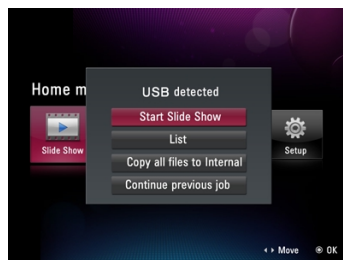 Home m
USB detected
Start Slide Show
List
Copy all files to Internal
Continue previous job
Slide Show
Setup
Move
OK